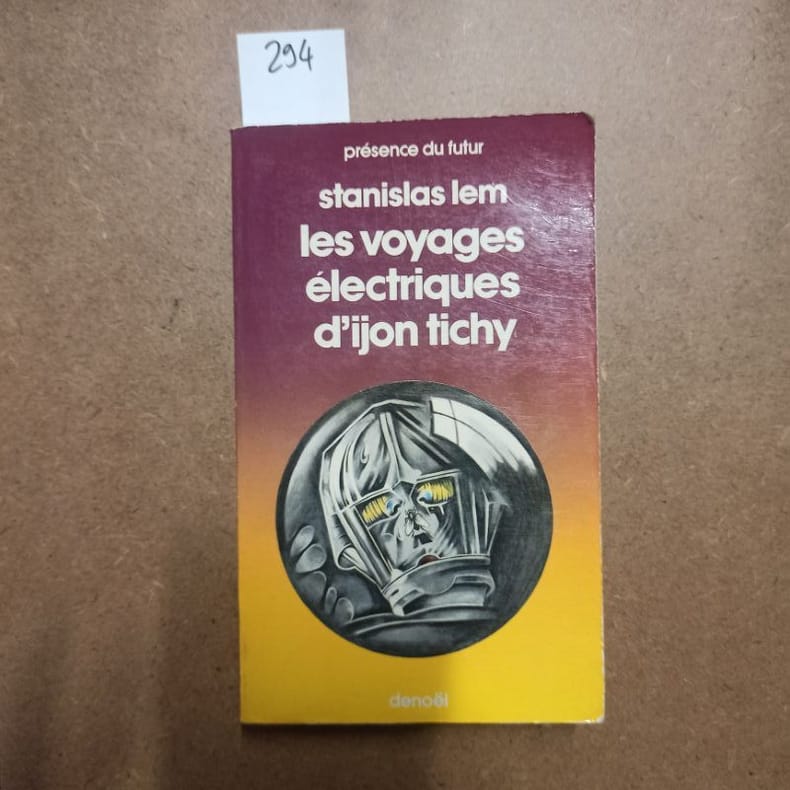 294
présence du futur
stanislas lem
les voyages
électriques
d'ijon tichy
denoël